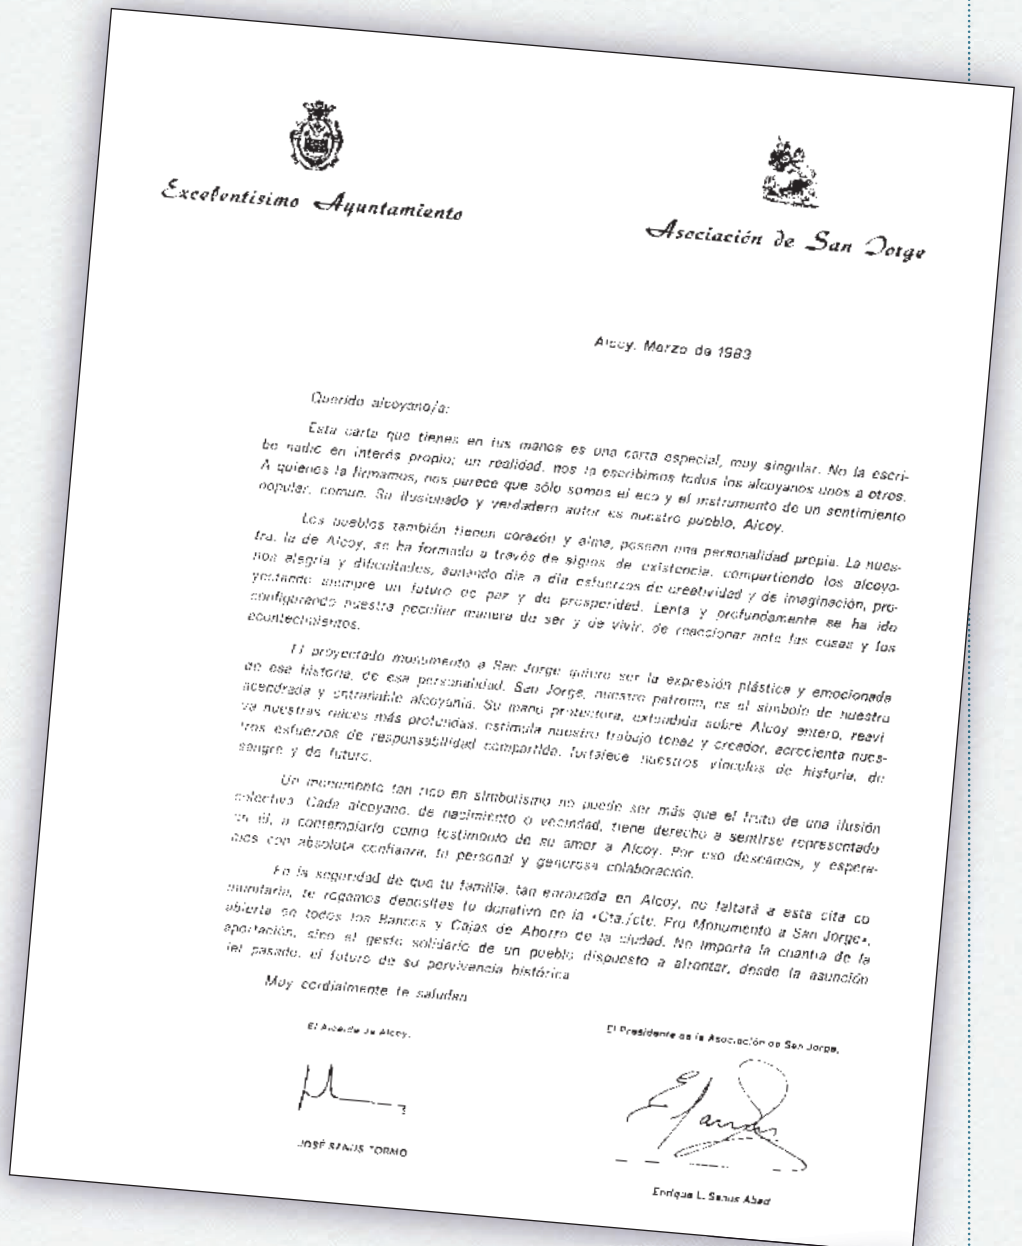 Excelentísimo Ayuntamiento
Asociación de San Jorge
Alcoy, Marzo de 1983
Querido alcoyano/a:
Esta carta que tienes en tus manos es una carta especial, muy singular. No la escri-
be nadie en interés propio; en realidad, nos la escribimos todos los alcoyanos unos a otros.
A quienes la firmamos, nos parece que sólo somos el eco y el instrumento de un sentimiento
popular, común. Su ilusionado y verdadero autor es nuestro pueblo, Alcoy.
Los pueblos también tienen corazón y alma, poseen una personalidad propia. La nues-
tra, la de Alcoy, se ha formado a través de siglos de existencia, compartiendo los alcoya-
nos alegría y dificultades, aunando día a día esfuerzos de creatividad y de imaginación, pro-
yectando siempre un futuro de paz y de prosperidad. Lenta y profundamente se ha ido
configurando nuestra peculiar manera de ser y de vivir, de reaccionar ante las cosas y los
acontecimientos.
El proyectado monumento a San Jorge quiere ser la expresión plástica y emocionada
de esa historia, de esa personalidad. San Jorge, nuestro patrono, es el símbolo de nuestra
acendrada y entrañable alcoyanía. Su mano protectora, extendida sobre Alcoy entero, reavi
va nuestras raíces más profundas, estimula nuestro trabajo tenaz y creador, acrecienta nues-
tros esfuerzos de responsabilidad compartida, fortalece nuestros vínculos de historia, de
sangre y de futuro.
Un monumento tan rico en simbolismo no puede ser más que el fruto de una ilusión
colectiva. Cada alcoyano, de nacimiento o vecindad, tiene derecho a sentirse representado
en él, a contemplarlo como testimonio de su amor a Alcoy. Por eso deseamos, y espera-
mos con absoluta confianza, tu personal y generosa colaboración.
En la seguridad de que tu familia, tan enraizada en Alcoy, no faltará a esta cita co
munitaria, te rogamos deposites tu donativo en la «Cta./cte. Pro Monumento a San Jorge»,
abierta en todos los Bancos y Cajas de Ahorro de la ciudad. No importa la cuantía de la
aportación, sino el gesto solidario de un pueblo dispuesto a afrontar, desde la asunción
del pasado, el futuro de su pervivencia histórica
Muy cordialmente te saludan
El Alcalde de Alcoy,
El Presidente de la Asociación de San Jorge,
JOSÉ SANUS TORMO
Enrique L. Sanus Abad